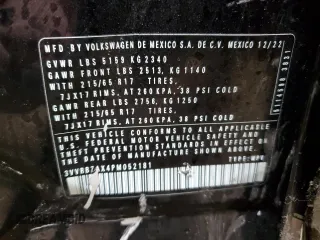 MFD BY VOLKSWAGEN DE MEXICO S.A. DE C.V. MEXICO 12/22
GVWR LBS 5159 KG 2340
GAWR FRONT LBS 2513, KG 1140
WITH 215/65 R17 TIRES,
7JX17 RIMS, AT 260 KPA, 38 PSI COLD
GAWR REAR LBS 2756, KG 1250
WITH 215/65 R17 TIRES,
7JX17 RIMS, AT 260 KPA, 38 PSI COLD
THIS VEHICLE CONFORMS TO ALL APPLICABLE
U.S. FEDERAL MOTOR VEHICLE SAFETY
STANDARDS IN EFFECT ON THE DATE OF
MANUFACTURE SHOWN ABOVE
TYPE: MPV